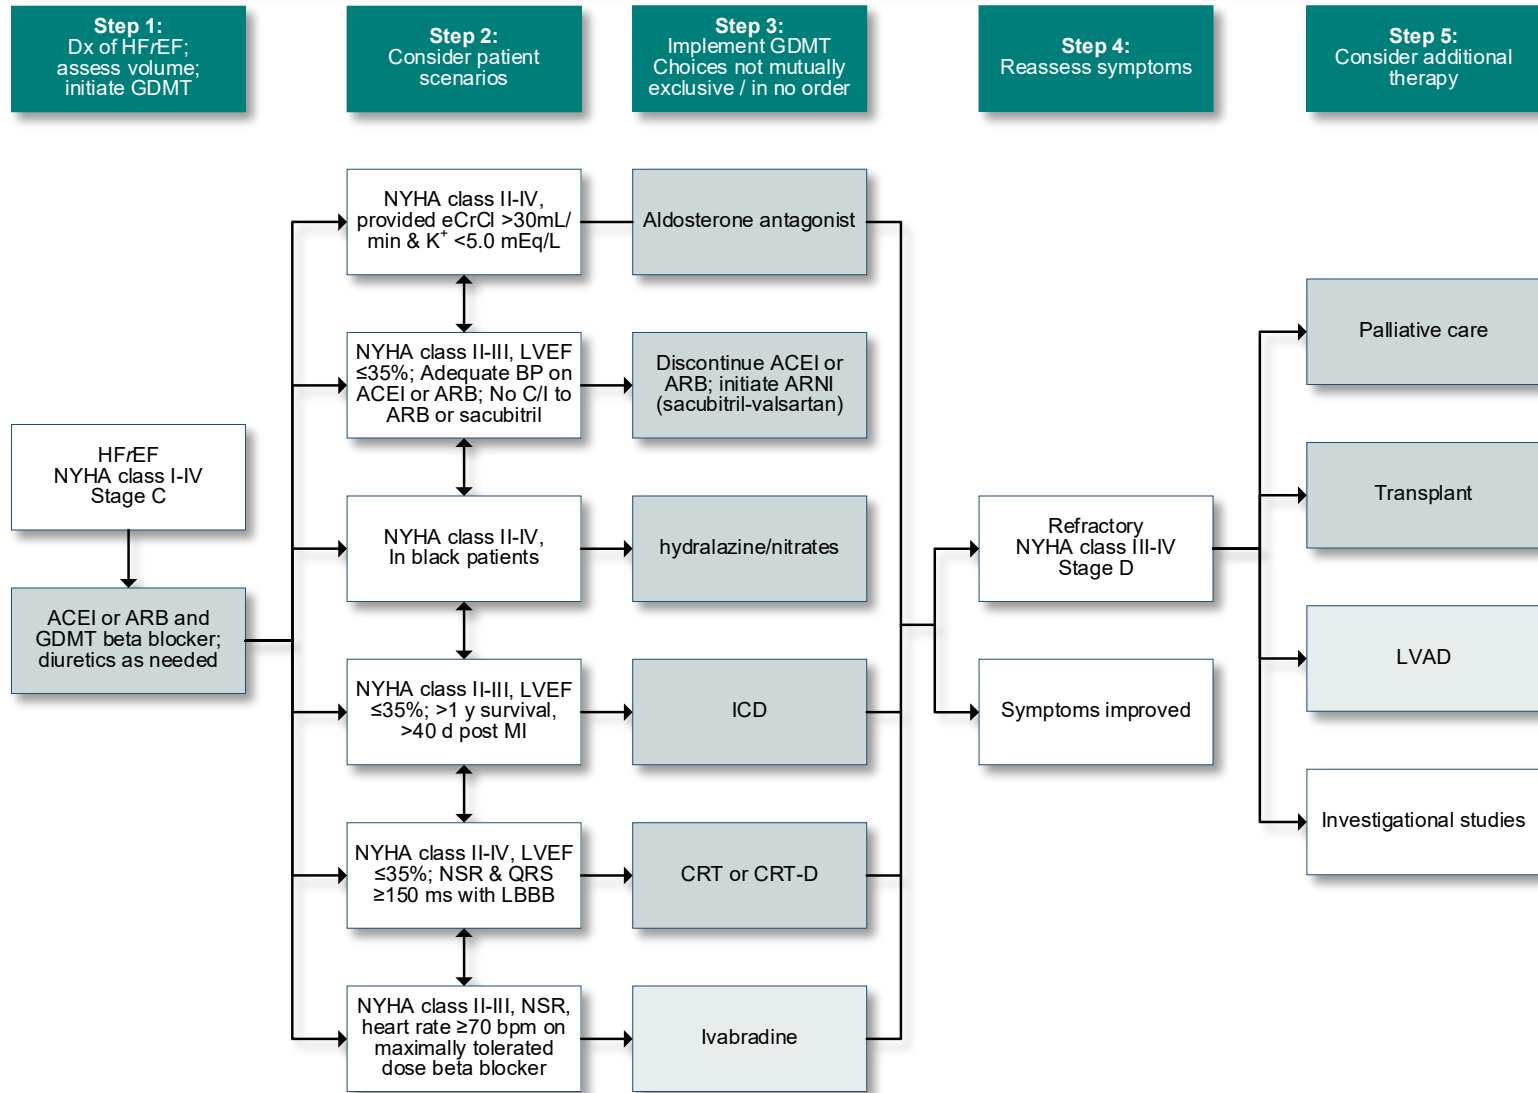 Step 1:
Dx of HFrEF;
assess volume;
initiate GDMT
Step 2:
Consider patient
scenarios
Step 3:
Implement GDMT
Choices not mutually
exclusive / in no order
Step 4:
Reassess symptoms
Step 5:
Consider additional
therapy
HFrEF
NYHA class I-IV
Stage C
ACEI or ARB and
GDMT beta blocker;
diuretics as needed
NYHA class II-IV,
provided eCrCl >30mL/
min & K⁺ <5.0 mEq/L
NYHA class II-III, LVEF
≤35%; Adequate BP on
ACEI or ARB; No C/I to
ARB or sacubitril
NYHA class II-IV,
In black patients
NYHA class II-III, LVEF
≤35%; >1 y survival,
>40 d post MI
NYHA class II-IV, LVEF
≤35%; NSR & QRS
≥150 ms with LBBB
NYHA class II-III, NSR,
heart rate ≥70 bpm on
maximally tolerated
dose beta blocker
Aldosterone antagonist
Discontinue ACEI or
ARB; initiate ARNI
(sacubitril-valsartan)
hydralazine/nitrates
ICD
CRT or CRT-D
Ivabradine
Refractory
NYHA class III-IV
Stage D
Symptoms improved
Palliative care
Transplant
LVAD
Investigational studies